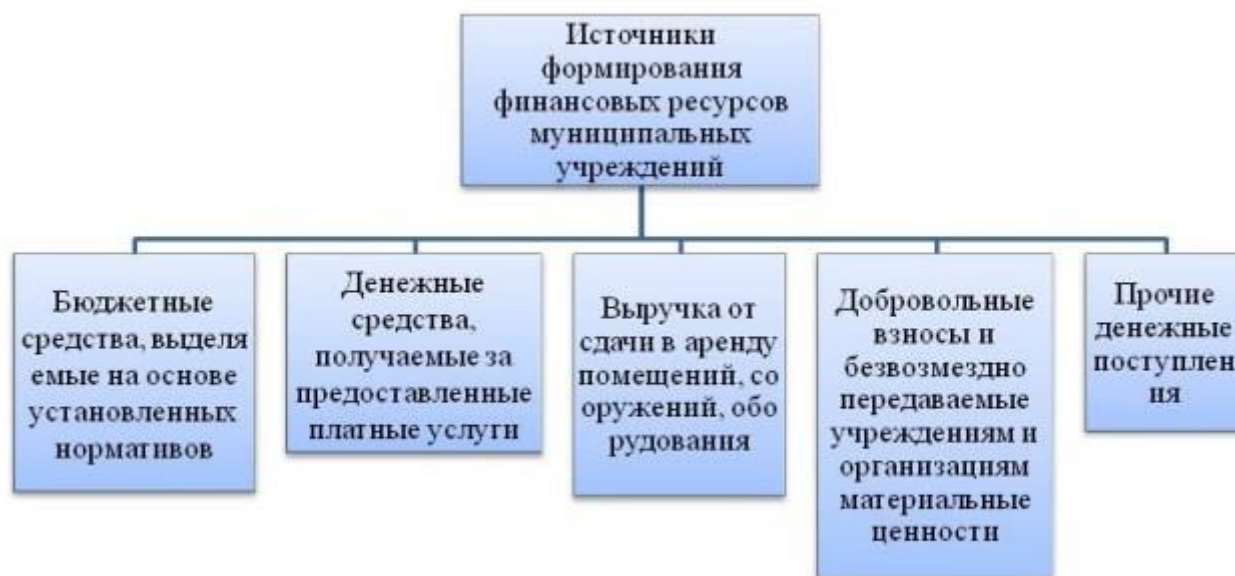 Источники
формирования
финансовых ресурсов
муниципальных
учреждений
Бюджетные
средства, выделя
емые на основе
установленных
нормативов
Денежные
средства,
получаемые за
предоставленные
платные услуги
Выручка от
сдачи в аренду
помещений, со
оружений, обо
рудования
Добровольные
взносы и
безвозмездно
передаваемые
учреждениям и
организациям
материальные
ценности
Прочие
денежные
поступлен
ия